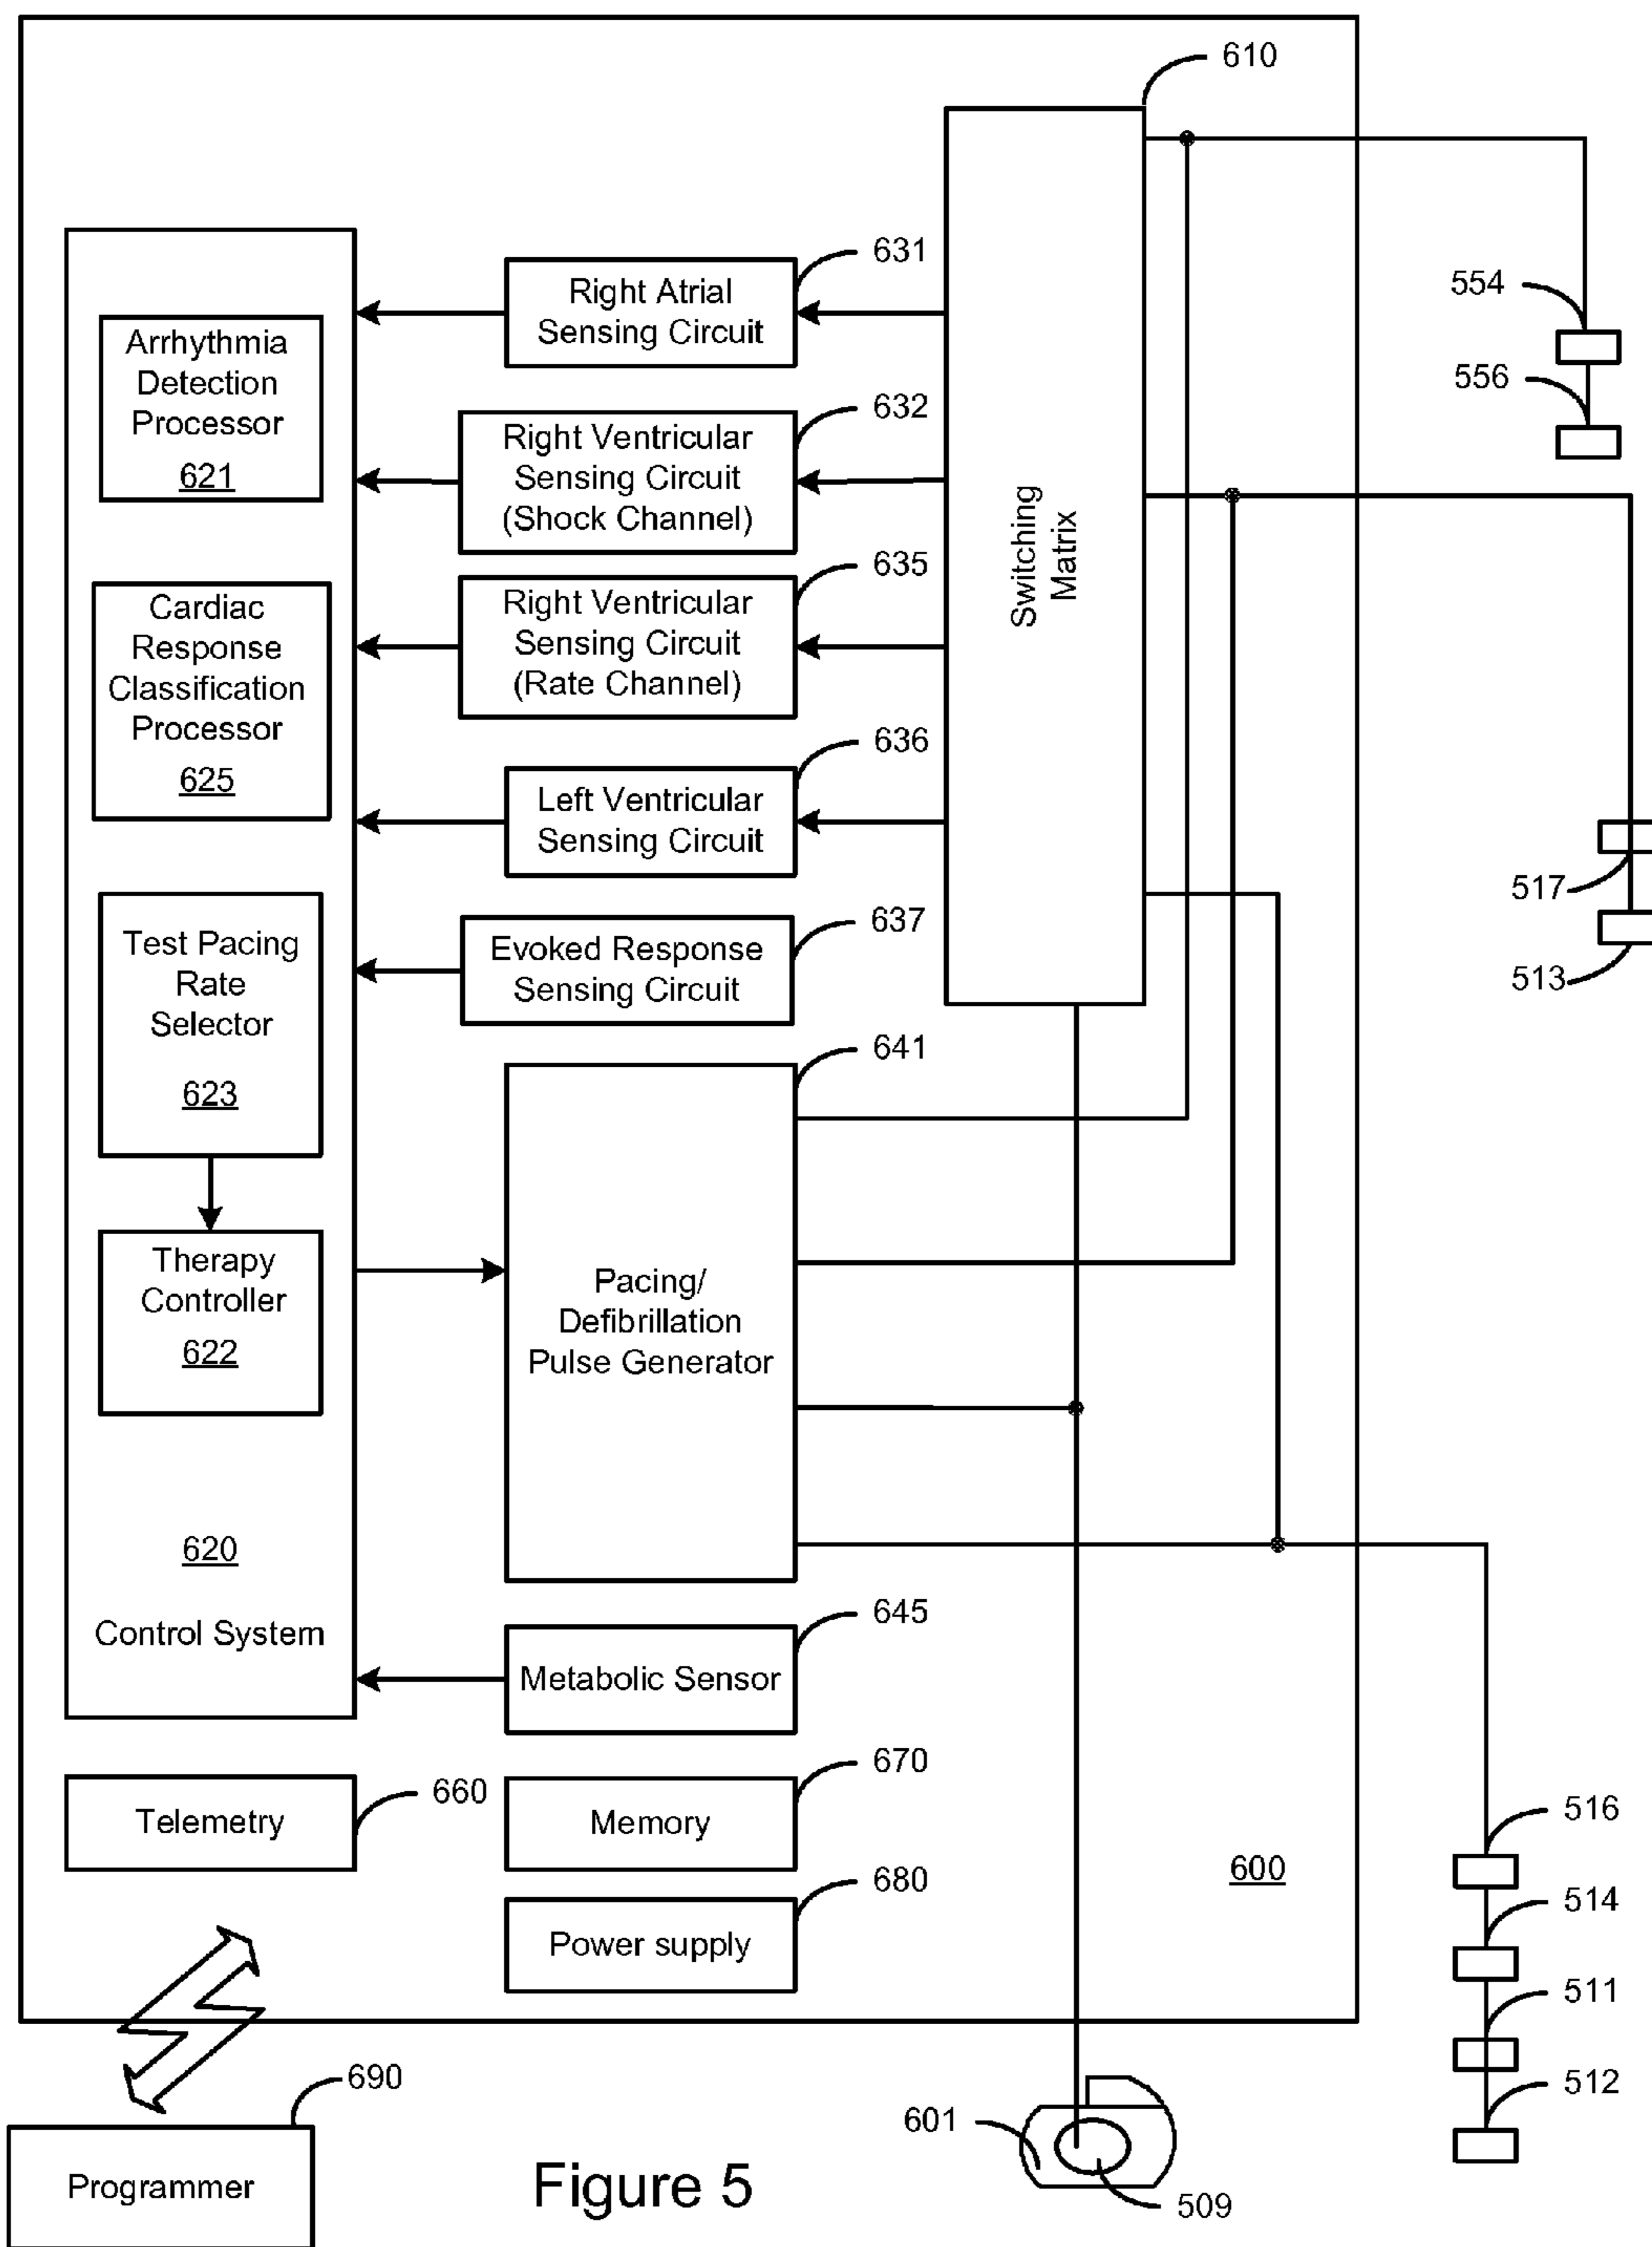 610
631
Right Atrial
Sensing Circuit
554
556
Arrhythmia
Detection
Processor
621
632
Right Ventricular
Sensing Circuit
(Shock Channel)
Switching
Matrix
635
Right Ventricular
Sensing Circuit
(Rate Channel)
Cardiac
Response
Classification
Processor
625
636
Left Ventricular
Sensing Circuit
517
513
637
Evoked Response
Sensing Circuit
Test Pacing
Rate
Selector
623
641
Pacing/
Defibrillation
Pulse Generator
Therapy
Controller
622
620
Control System
645
Metabolic Sensor
660
Telemetry
670
Memory
680
Power supply
600
516
514
511
512
690
Programmer
601
509
Figure 5